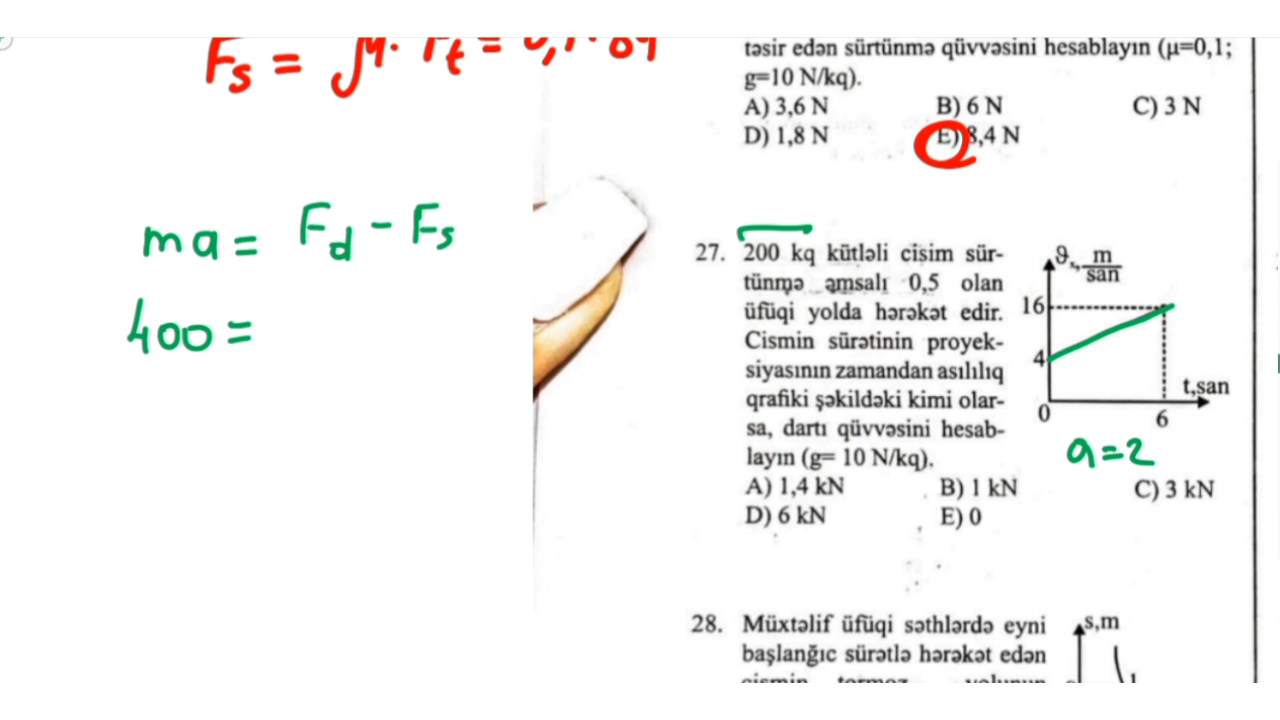 Fs = μ. Ft = 0,1. 84
təsir edən sürtünmə qüvvəsini hesablayın (μ=0,1;
g=10 N/kq).
A) 3,6 N B) 6 N C) 3 N
D) 1,8 N E) 8,4 N
ma = Fd - Fs
400 =
27. 200 kq kütləli cisim sür-
tünmə əmsalı 0,5 olan
üfüqi yolda hərəkət edir.
Cismin sürətinin proyek-
siyasının zamandan asılılıq
qrafiki şəkildəki kimi olar-
sa, dartı qüvvəsini hesab-
layın (g= 10 N/kq).
ϑ, m/san
16
4
0
6
t,san
a=2
A) 1,4 kN B) 1 kN C) 3 kN
D) 6 kN E) 0
28. Müxtəlif üfüqi səthlərdə eyni
başlanğıc sürətlə hərəkət edən
s,m